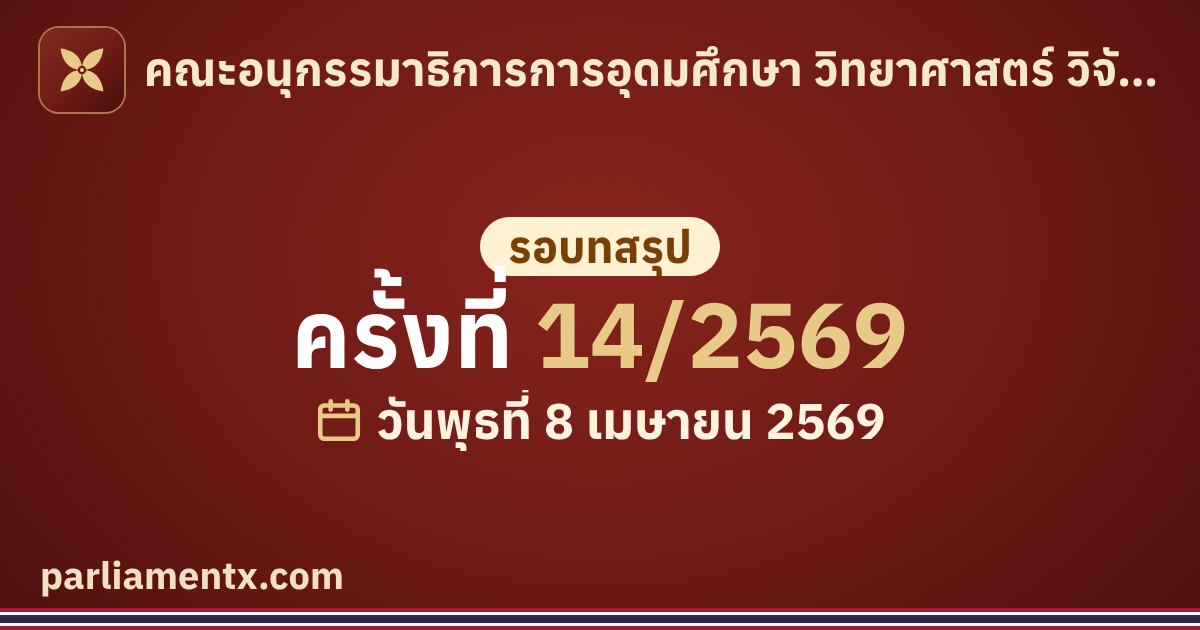 คณะอนุกรรมาธิการการอุดมศึกษา วิทยาศาสตร์ วิจั...
รอบทสรุป
ครั้งที่ 14/2569
วันพุธที่ 8 เมษายน 2569
parliamentx.com